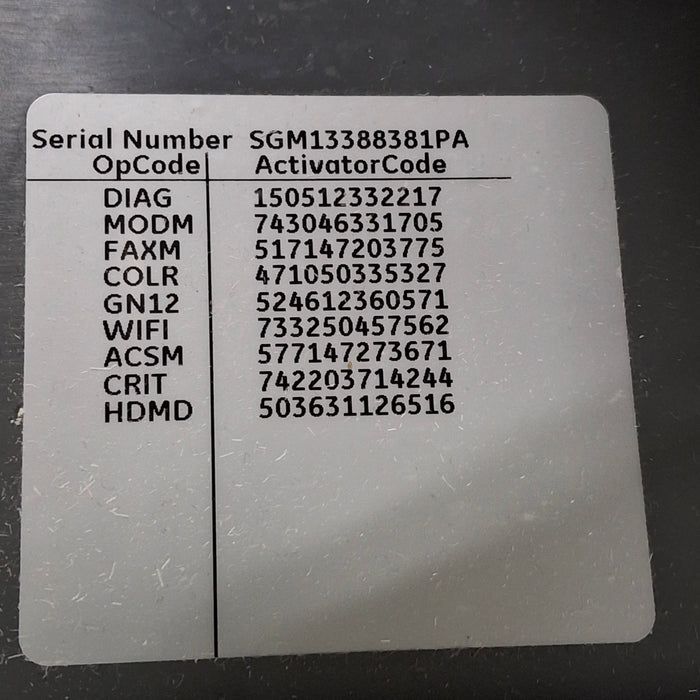 Serial Number SGM13388381PA
OpCode ActivatorCode
DIAG 150512332217
MODM 743046331705
FAXM 517147203775
COLR 471050335327
GN12 524612360571
WIFI 733250457562
ACSM 577147273671
CRIT 742203714244
HDMD 503631126516